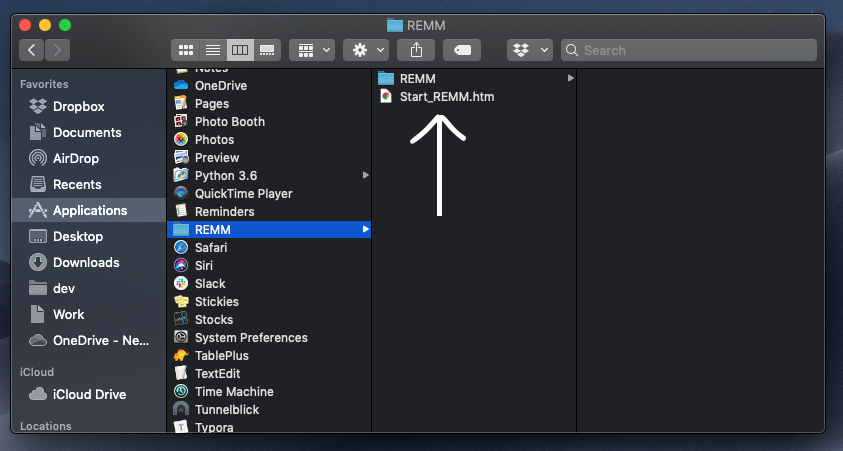 REMM
Search
Favorites
Dropbox
Documents
AirDrop
Recents
Applications
Desktop
Downloads
dev
Work
OneDrive - Ne...
iCloud
iCloud Drive
Locations
Notes
OneDrive
Pages
Photo Booth
Photos
Preview
Python 3.6
QuickTime Player
Reminders
REMM
Safari
Siri
Slack
Stickies
Stocks
System Preferences
TablePlus
TextEdit
Time Machine
Tunnelblick
Typora
REMM
Start_REMM.htm